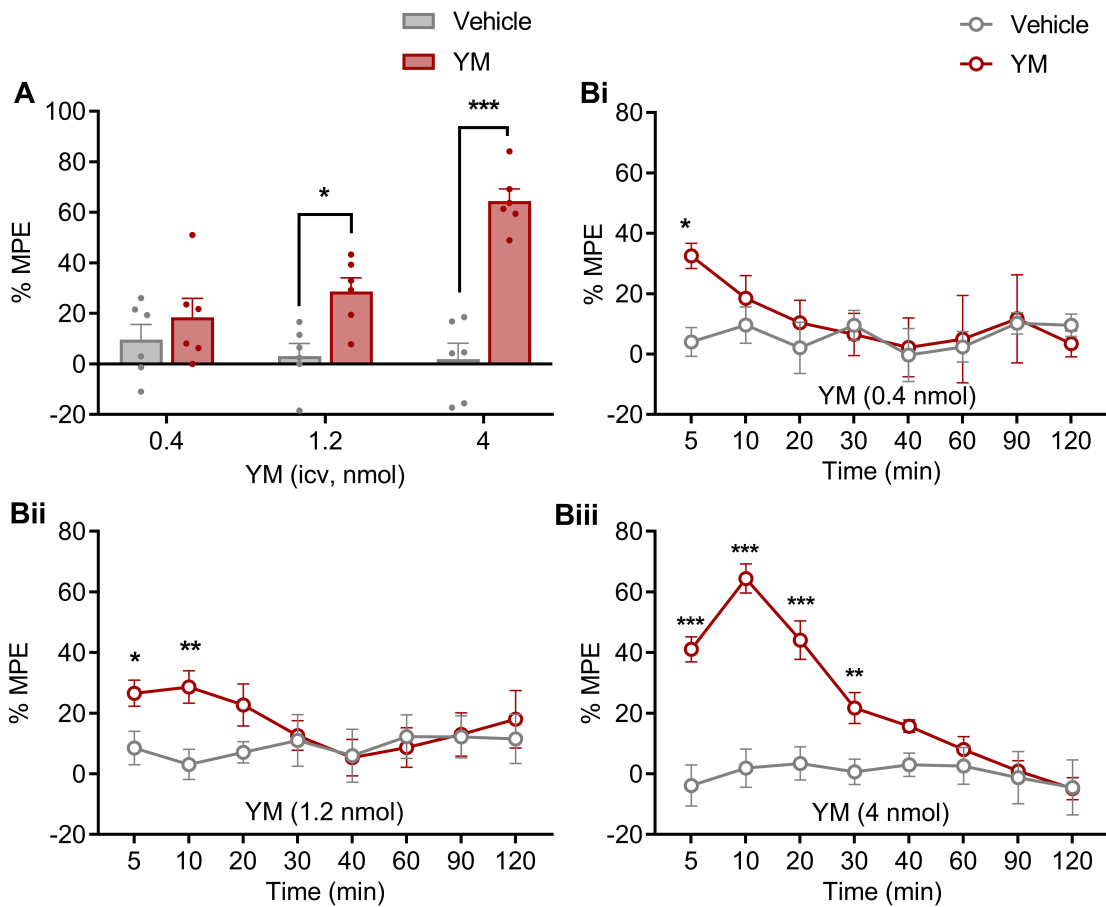 Vehicle
YM
Vehicle
YM
A
100
80
60
40
20
0
-20
% MPE
*
***
0.4 1.2 4
YM (icv, nmol)
Bi
80
60
40
20
0
-20
% MPE
*
YM (0.4 nmol)
5 10 20 30 40 60 90 120
Time (min)
Bii
80
60
40
20
0
-20
% MPE
*
**
YM (1.2 nmol)
5 10 20 30 40 60 90 120
Time (min)
Biii
80
60
40
20
0
-20
% MPE
***
***
***
**
YM (4 nmol)
5 10 20 30 40 60 90 120
Time (min)